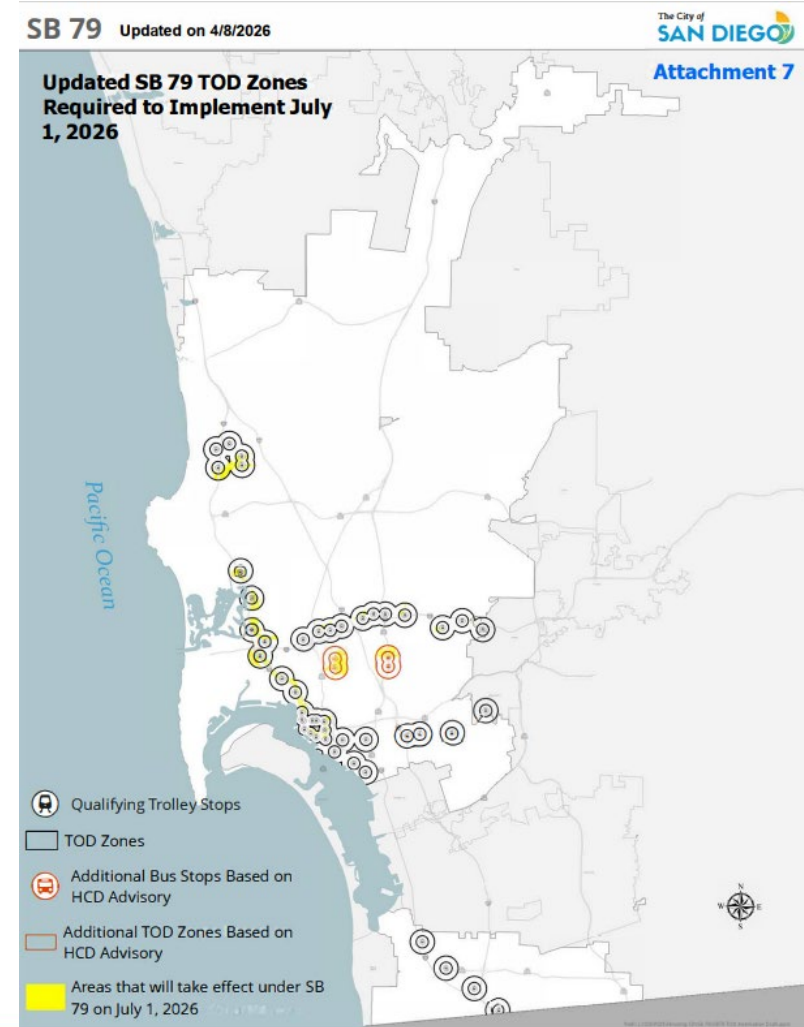 SB 79 Updated on 4/8/2026
The City of
SAN DIEGO
Attachment 7
Updated SB 79 TOD Zones
Required to Implement July
1, 2026
Pacific Ocean
Qualifying Trolley Stops
TOD Zones
Additional Bus Stops Based on
HCD Advisory
Additional TOD Zones Based on
HCD Advisory
Areas that will take effect under SB
79 on July 1, 2026
N
W E
S